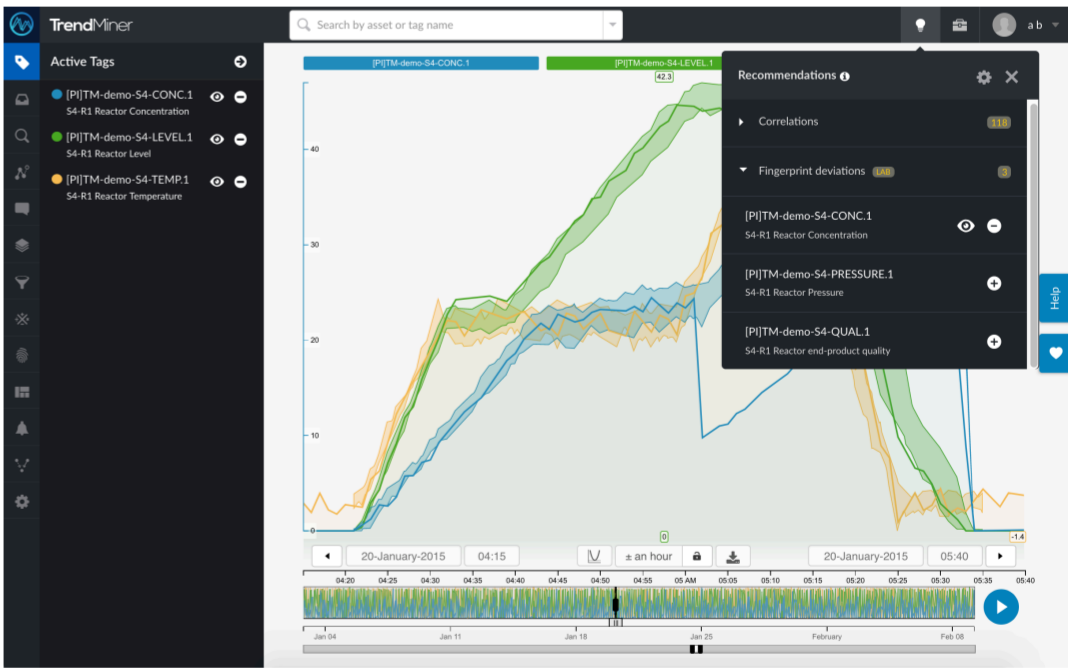 TrendMiner
Search by asset or tag name
a b
Active Tags
[PI]TM-demo-S4-CONC.1
S4-R1 Reactor Concentration
[PI]TM-demo-S4-LEVEL.1
S4-R1 Reactor Level
[PI]TM-demo-S4-TEMP.1
S4-R1 Reactor Temperature
[PI]TM-demo-S4-CONC.1
[PI]TM-demo-S4-LEVEL.1
42.3
40
30
20
10
0
0
-1.4
Recommendations
Correlations 118
Fingerprint deviations LAB 3
[PI]TM-demo-S4-CONC.1
S4-R1 Reactor Concentration
[PI]TM-demo-S4-PRESSURE.1
S4-R1 Reactor Pressure
[PI]TM-demo-S4-QUAL.1
S4-R1 Reactor end-product quality
Help
20-January-2015 04:15 ± an hour 20-January-2015 05:40
04:20 04:25 04:30 04:35 04:40 04:45 04:50 04:55 05 AM 05:05 05:10 05:15 05:20 05:25 05:30 05:35 05:40
Jan 04 Jan 11 Jan 18 Jan 25 February Feb 08